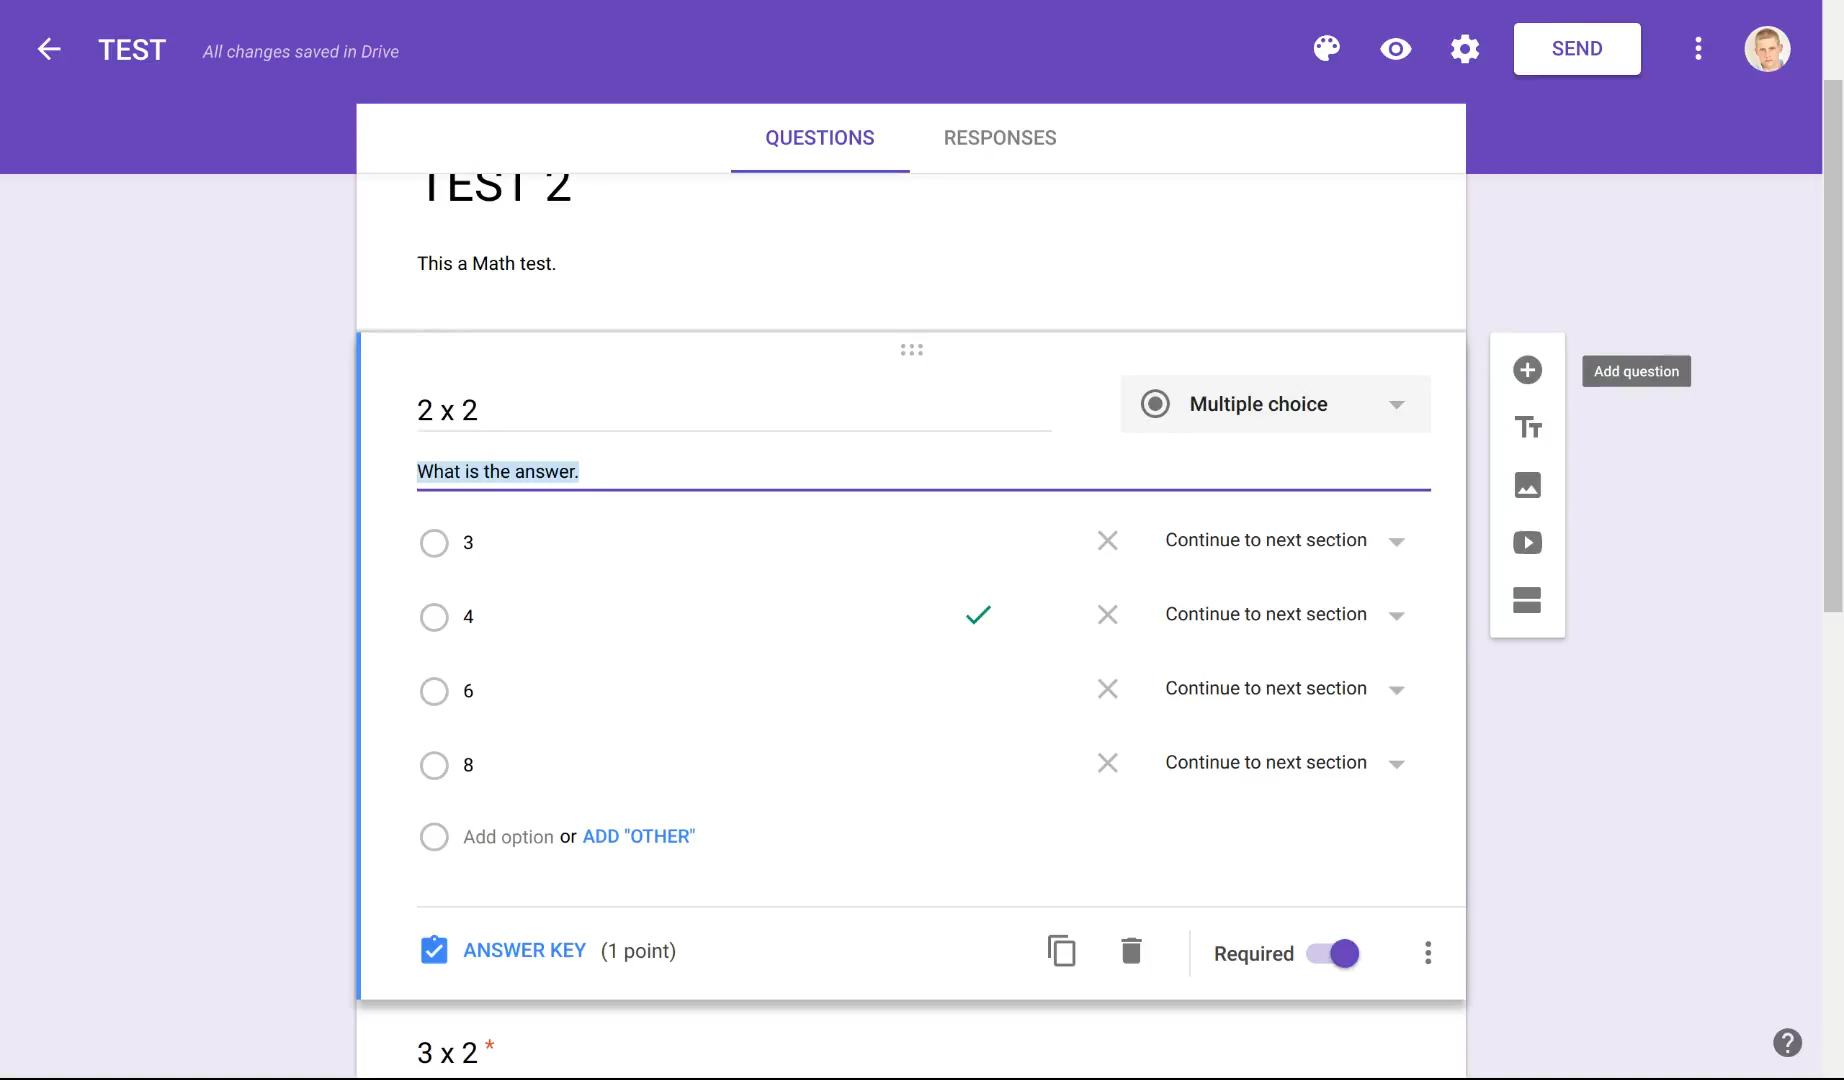 TEST
All changes saved in Drive
SEND
QUESTIONS
RESPONSES
TEST 2
This a Math test.
2 x 2
Multiple choice
Add question
What is the answer.
3
Continue to next section
4
Continue to next section
6
Continue to next section
8
Continue to next section
Add option or ADD "OTHER"
ANSWER KEY (1 point)
Required
3 x 2 *